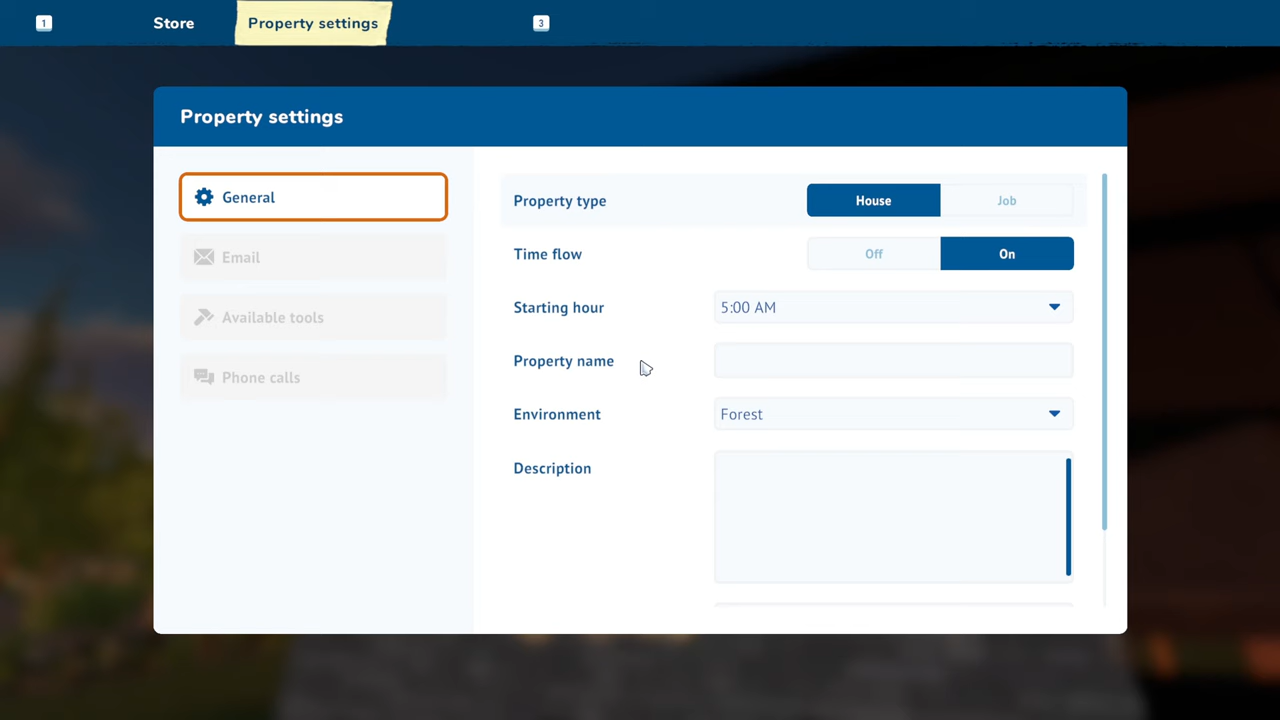 1
Store
Property settings
3
Property settings
General
Email
Available tools
Phone calls
Property type
House
Job
Time flow
Off
On
Starting hour
5:00 AM
Property name
Environment
Forest
Description